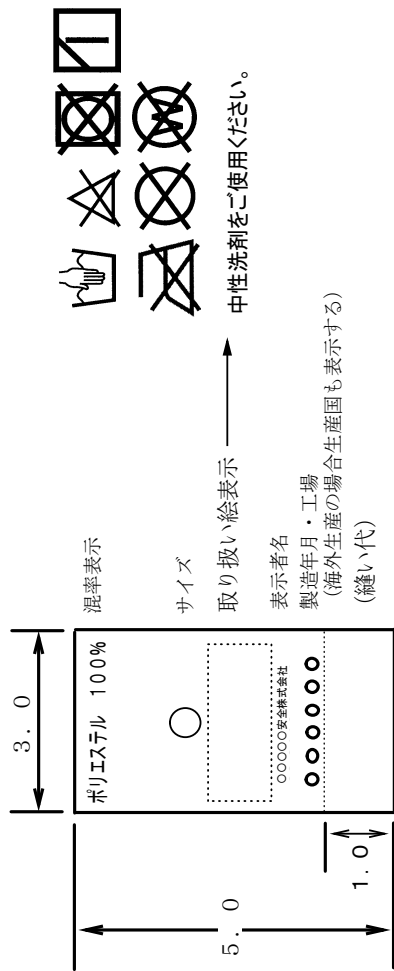 3．0
ポリエステル 100%
○○○○○安全株式会社
5．0
1．0
混率表示
サイズ
取り扱い絵表示
表示者名
製造年月・工場
(海外生産の場合生産国も表示する)
(縫い代)
W
中性洗剤をご使用ください。